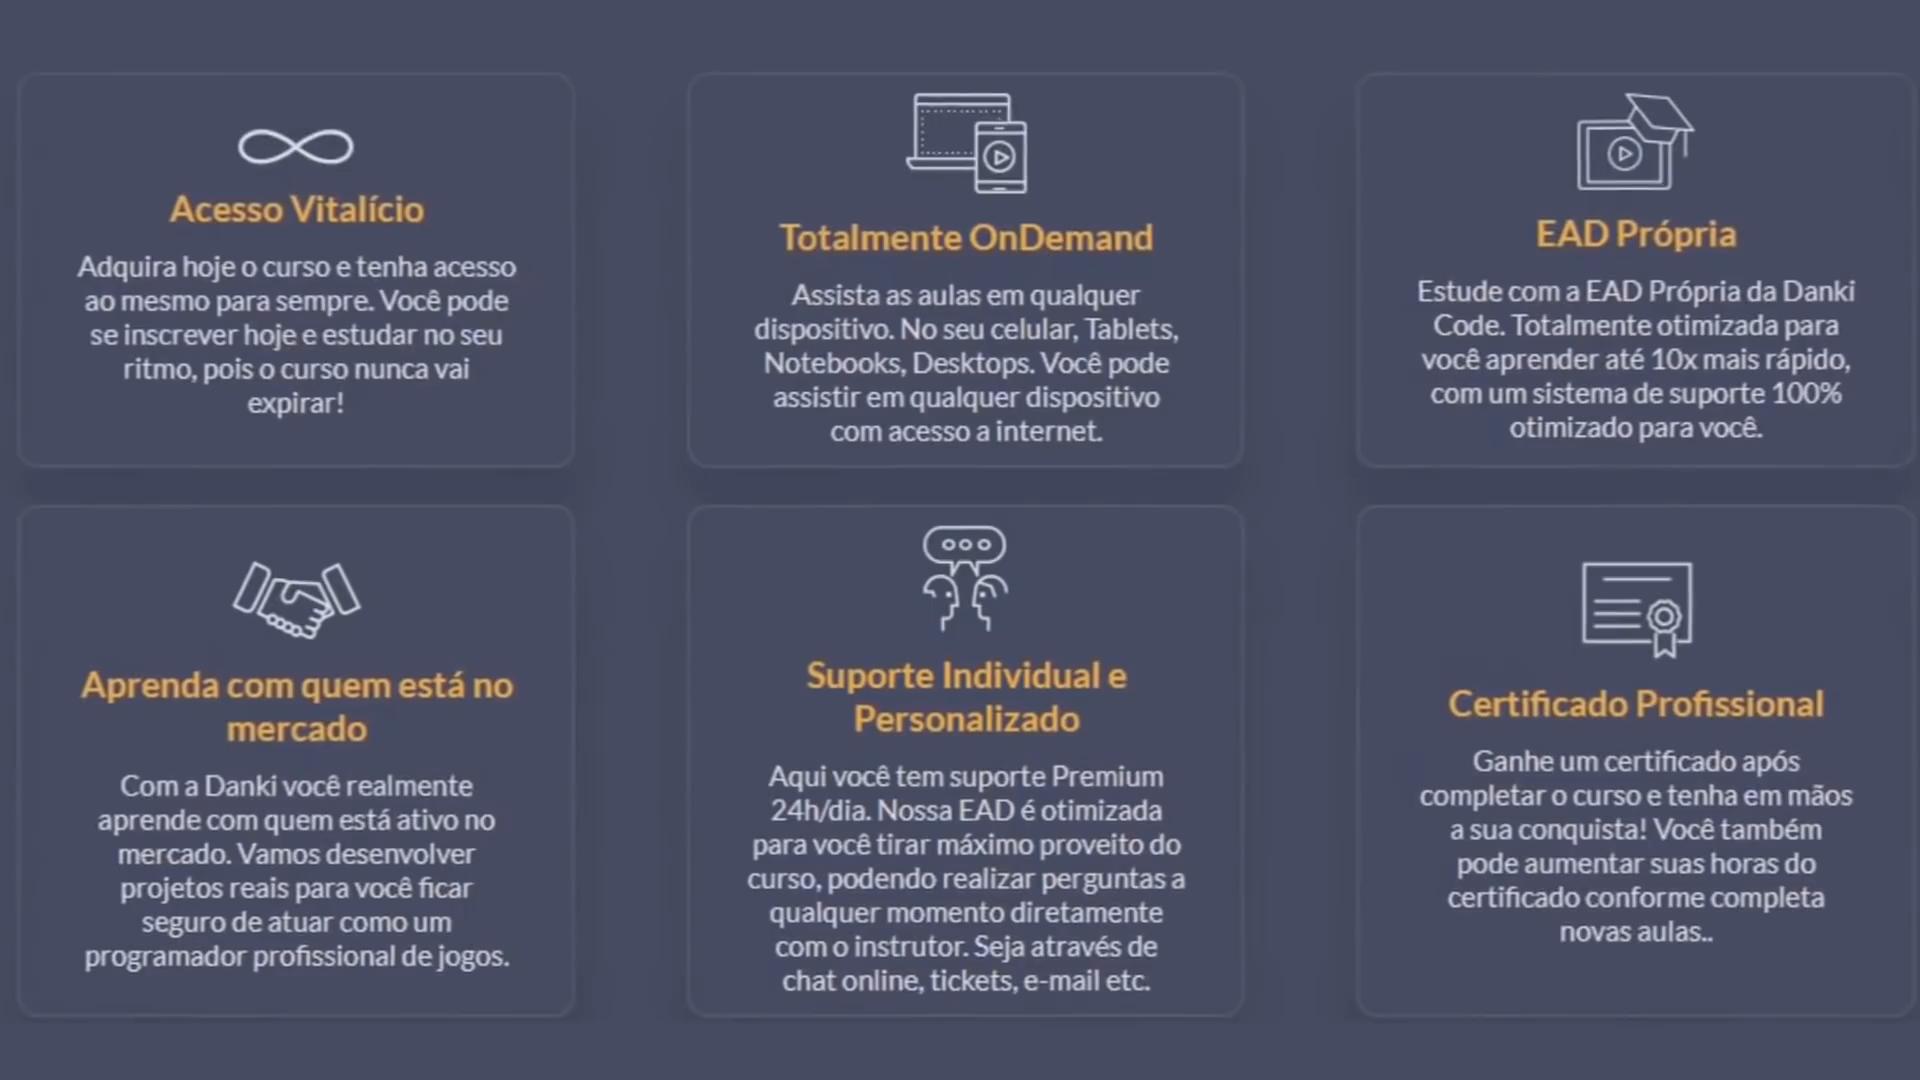 Acesso Vitalício
Adquira hoje o curso e tenha acesso
ao mesmo para sempre. Você pode
se inscrever hoje e estudar no seu
ritmo, pois o curso nunca vai
expirar!
Totalmente OnDemand
Assista as aulas em qualquer
dispositivo. No seu celular, Tablets,
Notebooks, Desktops. Você pode
assistir em qualquer dispositivo
com acesso a internet.
EAD Própria
Estude com a EAD Própria da Danki
Code. Totalmente otimizada para
você aprender até 10x mais rápido,
com um sistema de suporte 100%
otimizado para você.
Aprenda com quem está no
mercado
Com a Danki você realmente
aprende com quem está ativo no
mercado. Vamos desenvolver
projetos reais para você ficar
seguro de atuar como um
programador profissional de jogos.
Suporte Individual e
Personalizado
Aqui você tem suporte Premium
24h/dia. Nossa EAD é otimizada
para você tirar máximo proveito do
curso, podendo realizar perguntas a
qualquer momento diretamente
com o instrutor. Seja através de
chat online, tickets, e-mail etc.
Certificado Profissional
Ganhe um certificado após
completar o curso e tenha em mãos
a sua conquista! Você também
pode aumentar suas horas do
certificado conforme completa
novas aulas..